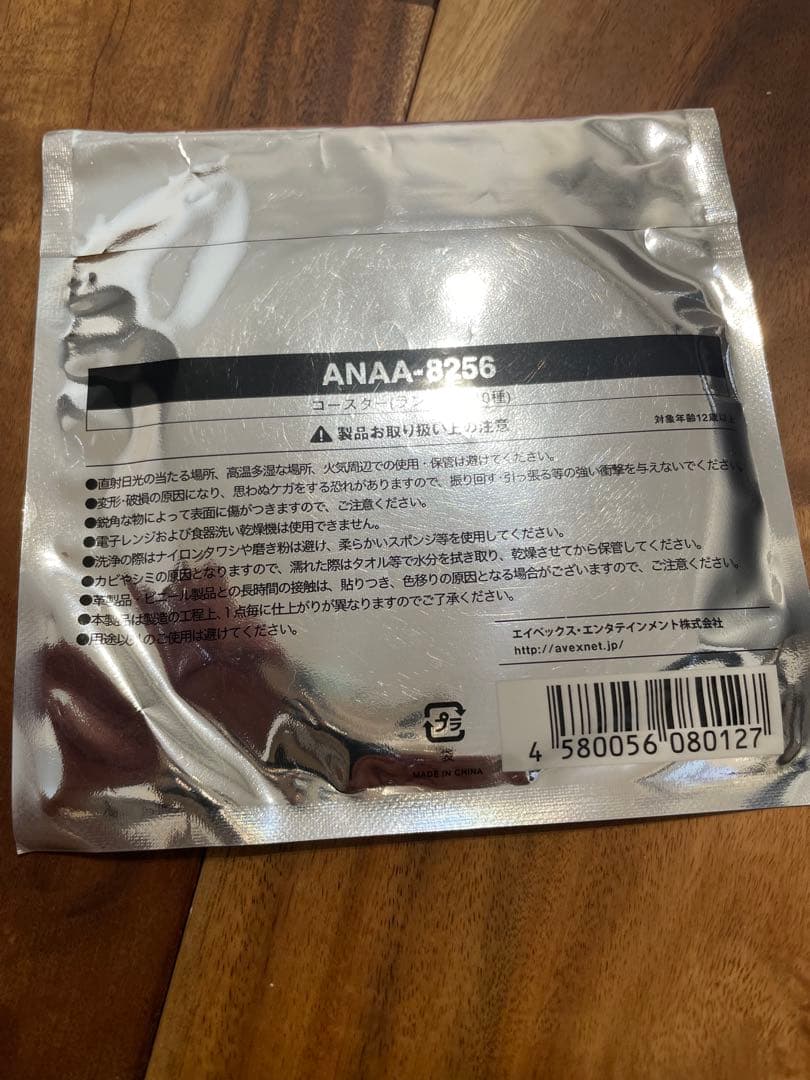 ANAA-8256
コースター(ラン 0種)
⚠ 製品お取り扱い上の注意
対象年齢12歳以上
●直射日光の当たる場所、高温多湿な場所、火気周辺での使用・保管は避けてください。
●変形・破損の原因になり、思わぬケガをする恐れがありますので、振り回す・引っ張る等の強い衝撃を与えないでください。
●鋭角な物によって表面に傷がつきますので、ご注意ください。
●電子レンジおよび食器洗い乾燥機は使用できません。
●洗浄の際はナイロンタワシや磨き粉は避け、柔らかいスポンジ等を使用してください。
●カビやシミの原因となりますので、濡れた際はタオル等で水分を拭き取り、乾燥させてから保管してください。
●革製品・ビニール製品との長時間の接触は、貼りつき、色移りの原因となる場合がございますので、ご注意ください。
●本製品は製造の工程上、1点毎に仕上がりが異なりますのでご了承ください。
●用途以 のご使用は避けてください。
エイベックス・エンタテインメント株式会社
http://avexnet.jp/
プラ
袋
MADE IN CHINA
4 580056 080127